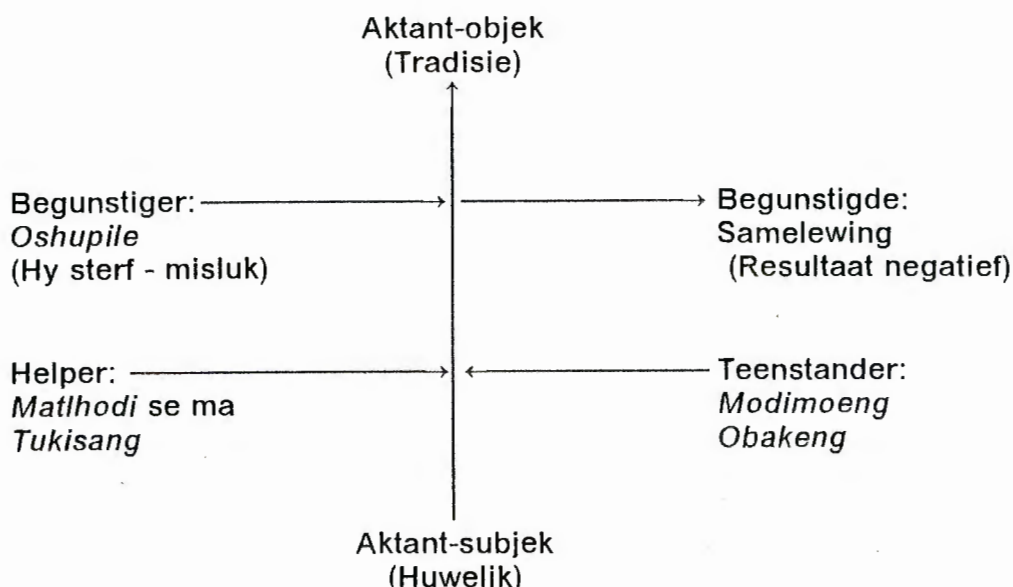 Aktant-objek
(Tradisie)
Begunstiger:
Oshupile
(Hy sterf - misluk)
Begunstigde:
Samelewing
(Resultaat negatief)
Helper:
Matlhodi se ma
Tukisang
Teenstander:
Modimoeng
Obakeng
Aktant-subjek
(Huwelik)